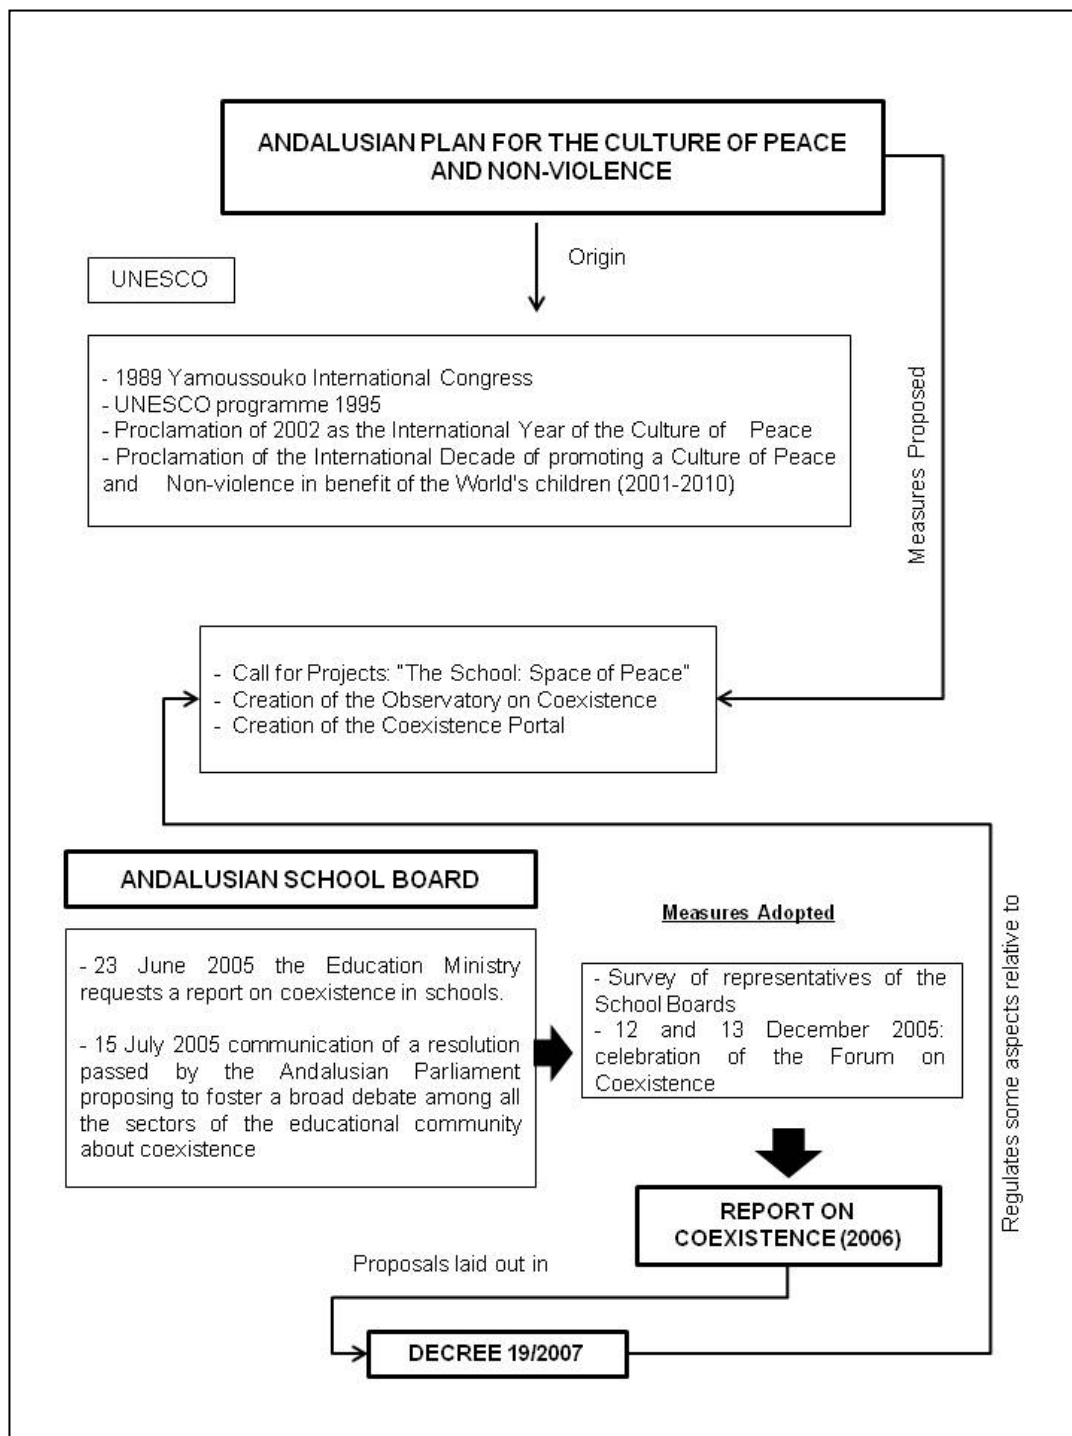 ANDALUSIAN PLAN FOR THE CULTURE OF PEACE
AND NON-VIOLENCE
Origin
UNESCO
- 1989 Yamoussouko International Congress
- UNESCO programme 1995
- Proclamation of 2002 as the International Year of the Culture of Peace
- Proclamation of the International Decade of promoting a Culture of Peace
and Non-violence in benefit of the World's children (2001-2010)
Measures Proposed
- Call for Projects: "The School: Space of Peace"
- Creation of the Observatory on Coexistence
- Creation of the Coexistence Portal
ANDALUSIAN SCHOOL BOARD
- 23 June 2005 the Education Ministry
requests a report on coexistence in schools.
- 15 July 2005 communication of a resolution
passed by the Andalusian Parliament
proposing to foster a broad debate among all
the sectors of the educational community
about coexistence
Measures Adopted
- Survey of representatives of the
School Boards
- 12 and 13 December 2005:
celebration of the Forum on
Coexistence
Regulates some aspects relative to
REPORT ON
COEXISTENCE (2006)
Proposals laid out in
DECREE 19/2007